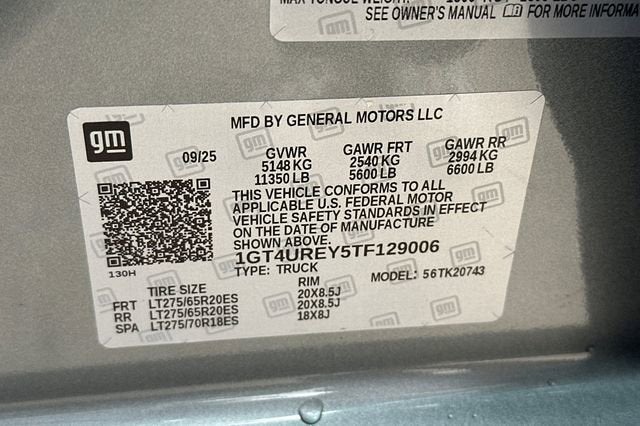 SEE OWNER'S MANUAL FOR MORE INFORMA
gm
MFD BY GENERAL MOTORS LLC
09/25
GVWR GAWR FRT GAWR RR
5148 KG 2540 KG 2994 KG
11350 LB 5600 LB 6600 LB
THIS VEHICLE CONFORMS TO ALL
APPLICABLE U.S. FEDERAL MOTOR
VEHICLE SAFETY STANDARDS IN EFFECT
ON THE DATE OF MANUFACTURE
SHOWN ABOVE.
1GT4UREY5TF129006
130H
TYPE: TRUCK MODEL: 56TK20743
TIRE SIZE RIM
FRT LT275/65R20ES 20X8.5J
RR LT275/65R20ES 20X8.5J
SPA LT275/70R18ES 18X8J